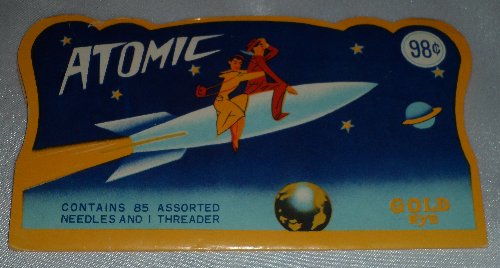 ATOMIC
98¢
CONTAINS 85 ASSORTED
NEEDLES AND 1 THREADER
GOLD
Eye